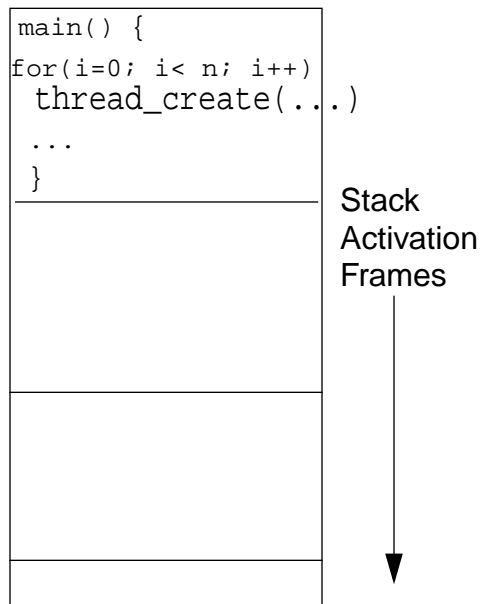 main() {
for(i=0; i< n; i++)
thread_create(...)
...
}
Stack
Activation
Frames